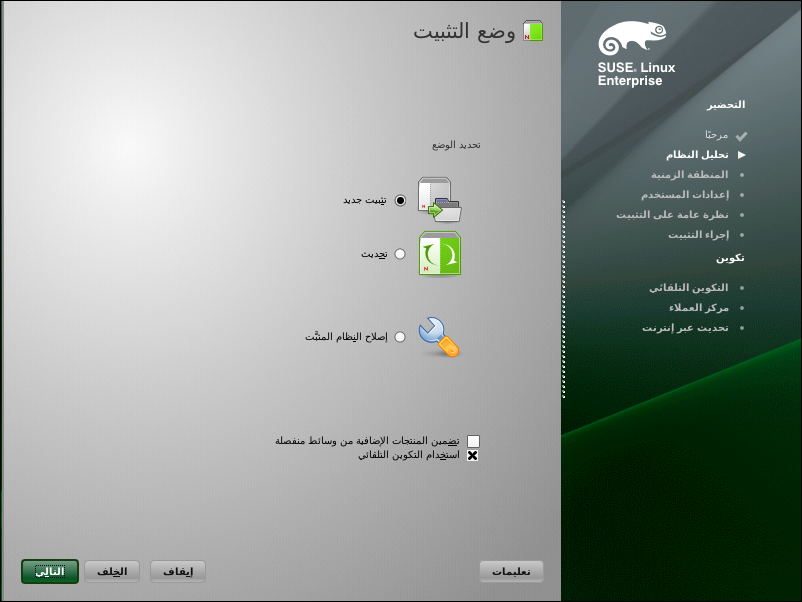 SUSE. Linux
Enterprise
التحضير
مرحبًا
تحليل النظام
المنطقة الزمنية
إعدادات المستخدم
نظرة عامة على التثبيت
إجراء التثبيت
تكوين
التكوين التلقائي
مركز العملاء
تحديث عبر إنترنت
وضع التثبيت
تحديد الوضع
تثبيت جديد
تحديث
إصلاح النظام المثبَّت
تضمين المنتجات الإضافية من وسائط منفصلة
استخدام التكوين التلقائي
تعليمات
إيقاف
الخلف
التالي